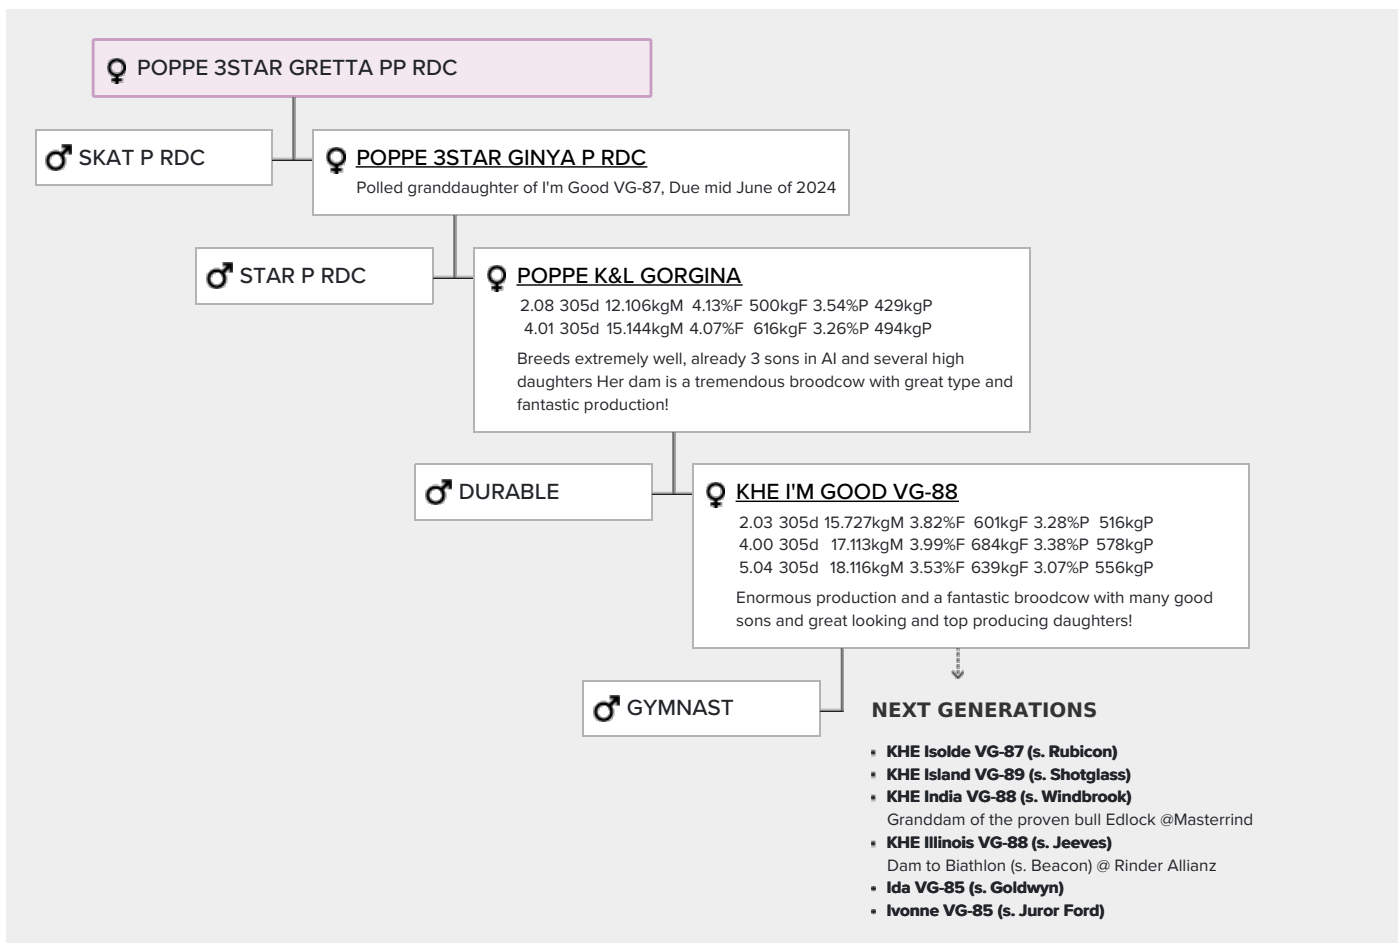 POPPE 3STAR GRETTA PP RDC
SKAT P RDC
POPPE 3STAR GINYA P RDC
Polled granddaughter of I'm Good VG-87, Due mid June of 2024
STAR P RDC
POPPE K&L GORGINA
2.08 305d 12.106kgM 4.13%F 500kgF 3.54%P 429kgP
4.01 305d 15.144kgM 4.07%F 616kgF 3.26%P 494kgP
Breeds extremely well, already 3 sons in AI and several high
daughters Her dam is a tremendous broodcow with great type and
fantastic production!
DURABLE
KHE I'M GOOD VG-88
2.03 305d 15.727kgM 3.82%F 601kgF 3.28%P 516kgP
4.00 305d 17.113kgM 3.99%F 684kgF 3.38%P 578kgP
5.04 305d 18.116kgM 3.53%F 639kgF 3.07%P 556kgP
Enormous production and a fantastic broodcow with many good
sons and great looking and top producing daughters!
GYMNAST
NEXT GENERATIONS
▪ KHE Isolde VG-87 (s. Rubicon)
▪ KHE Island VG-89 (s. Shotglass)
▪ KHE India VG-88 (s. Windbrook)
Granddam of the proven bull Edlock @Masterrind
▪ KHE Illinois VG-88 (s. Jeeves)
Dam to Biathlon (s. Beacon) @ Rinder Allianz
▪ Ida VG-85 (s. Goldwyn)
▪ Ivonne VG-85 (s. Juror Ford)